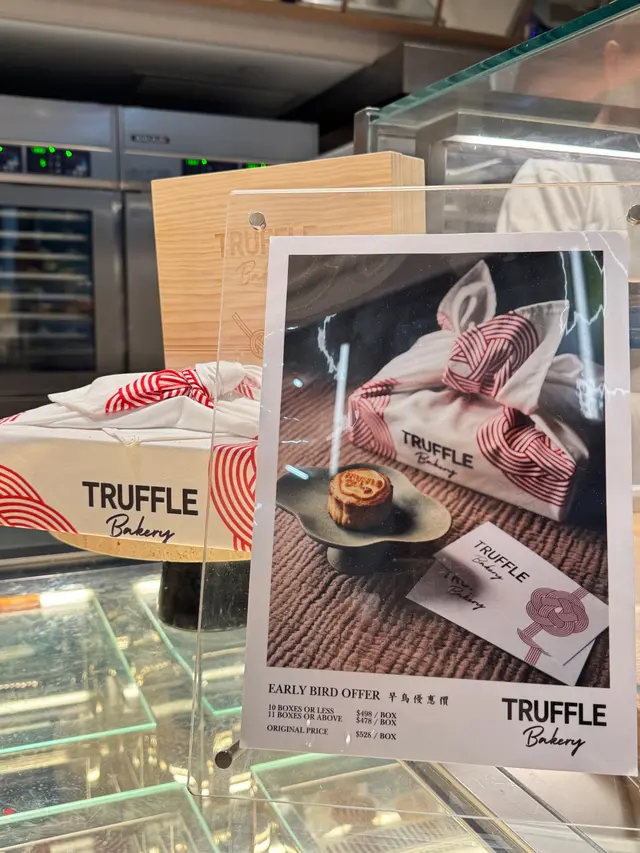 TRUFFLE
TRUFFLE
Bakery
TRUFFLE
Bakery
TRUFFLE
Bakery
EARLY BIRD OFFER 早鳥優惠價
10 BOXES OR LESS $498 / BOX
11 BOXES OR ABOVE $478 / BOX
ORIGINAL PRICE $528 / BOX
TRUFFLE
Bakery